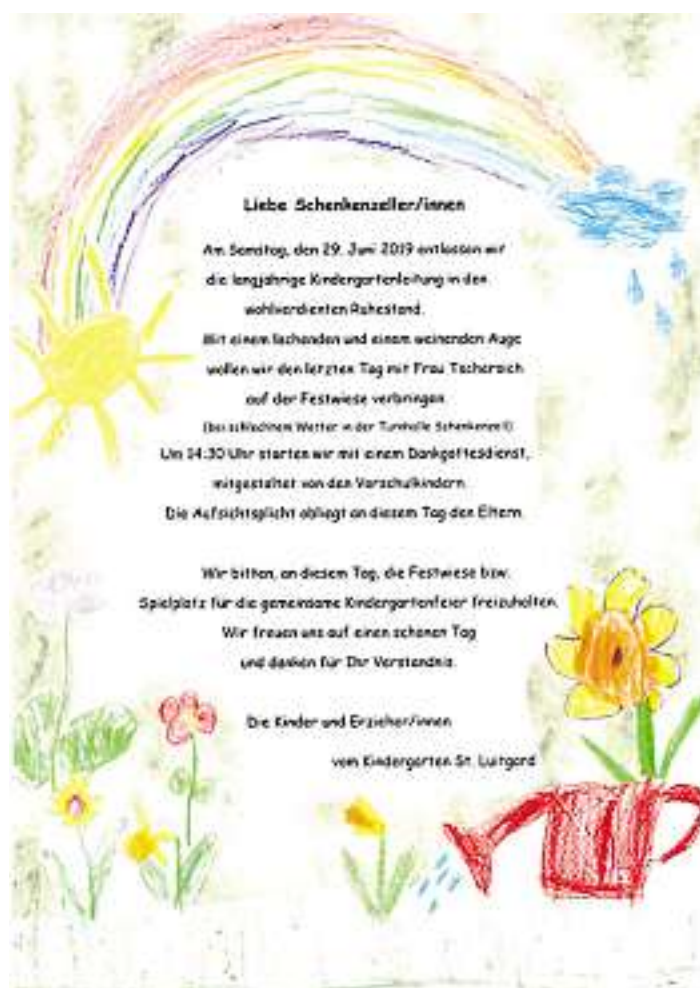 Liebe Schenkenzeller/innen
Am Samstag, den 29. Juni 2019 entlassen wir
die langjährige Kindergartenleitung in den
wohlverdienten Ruhestand.
Mit einem lachenden und einem weinenden Auge
wollen wir den letzten Tag mit Frau
auf der Festwiese verbringen
(bei schlechtem Wetter in der Turnhalle Schenkenzell)
Um 14:30 Uhr starten wir mit einem Dankgottesdienst,
mitgestaltet von den Vorschulkindern
Die Aufsichtsplicht obliegt an diesem Tag den Eltern
Wir bitten, an diesem Tag, die Festwiese bzw.
Spielplatz für die gemeinsame Kindergartenfeier freizuhalten.
Wir freuen uns auf einen schönen Tag
und danken für Ihr Verständnis.
Die Kinder und Erzieher/innen
vom Kindergarten St. Luitgard